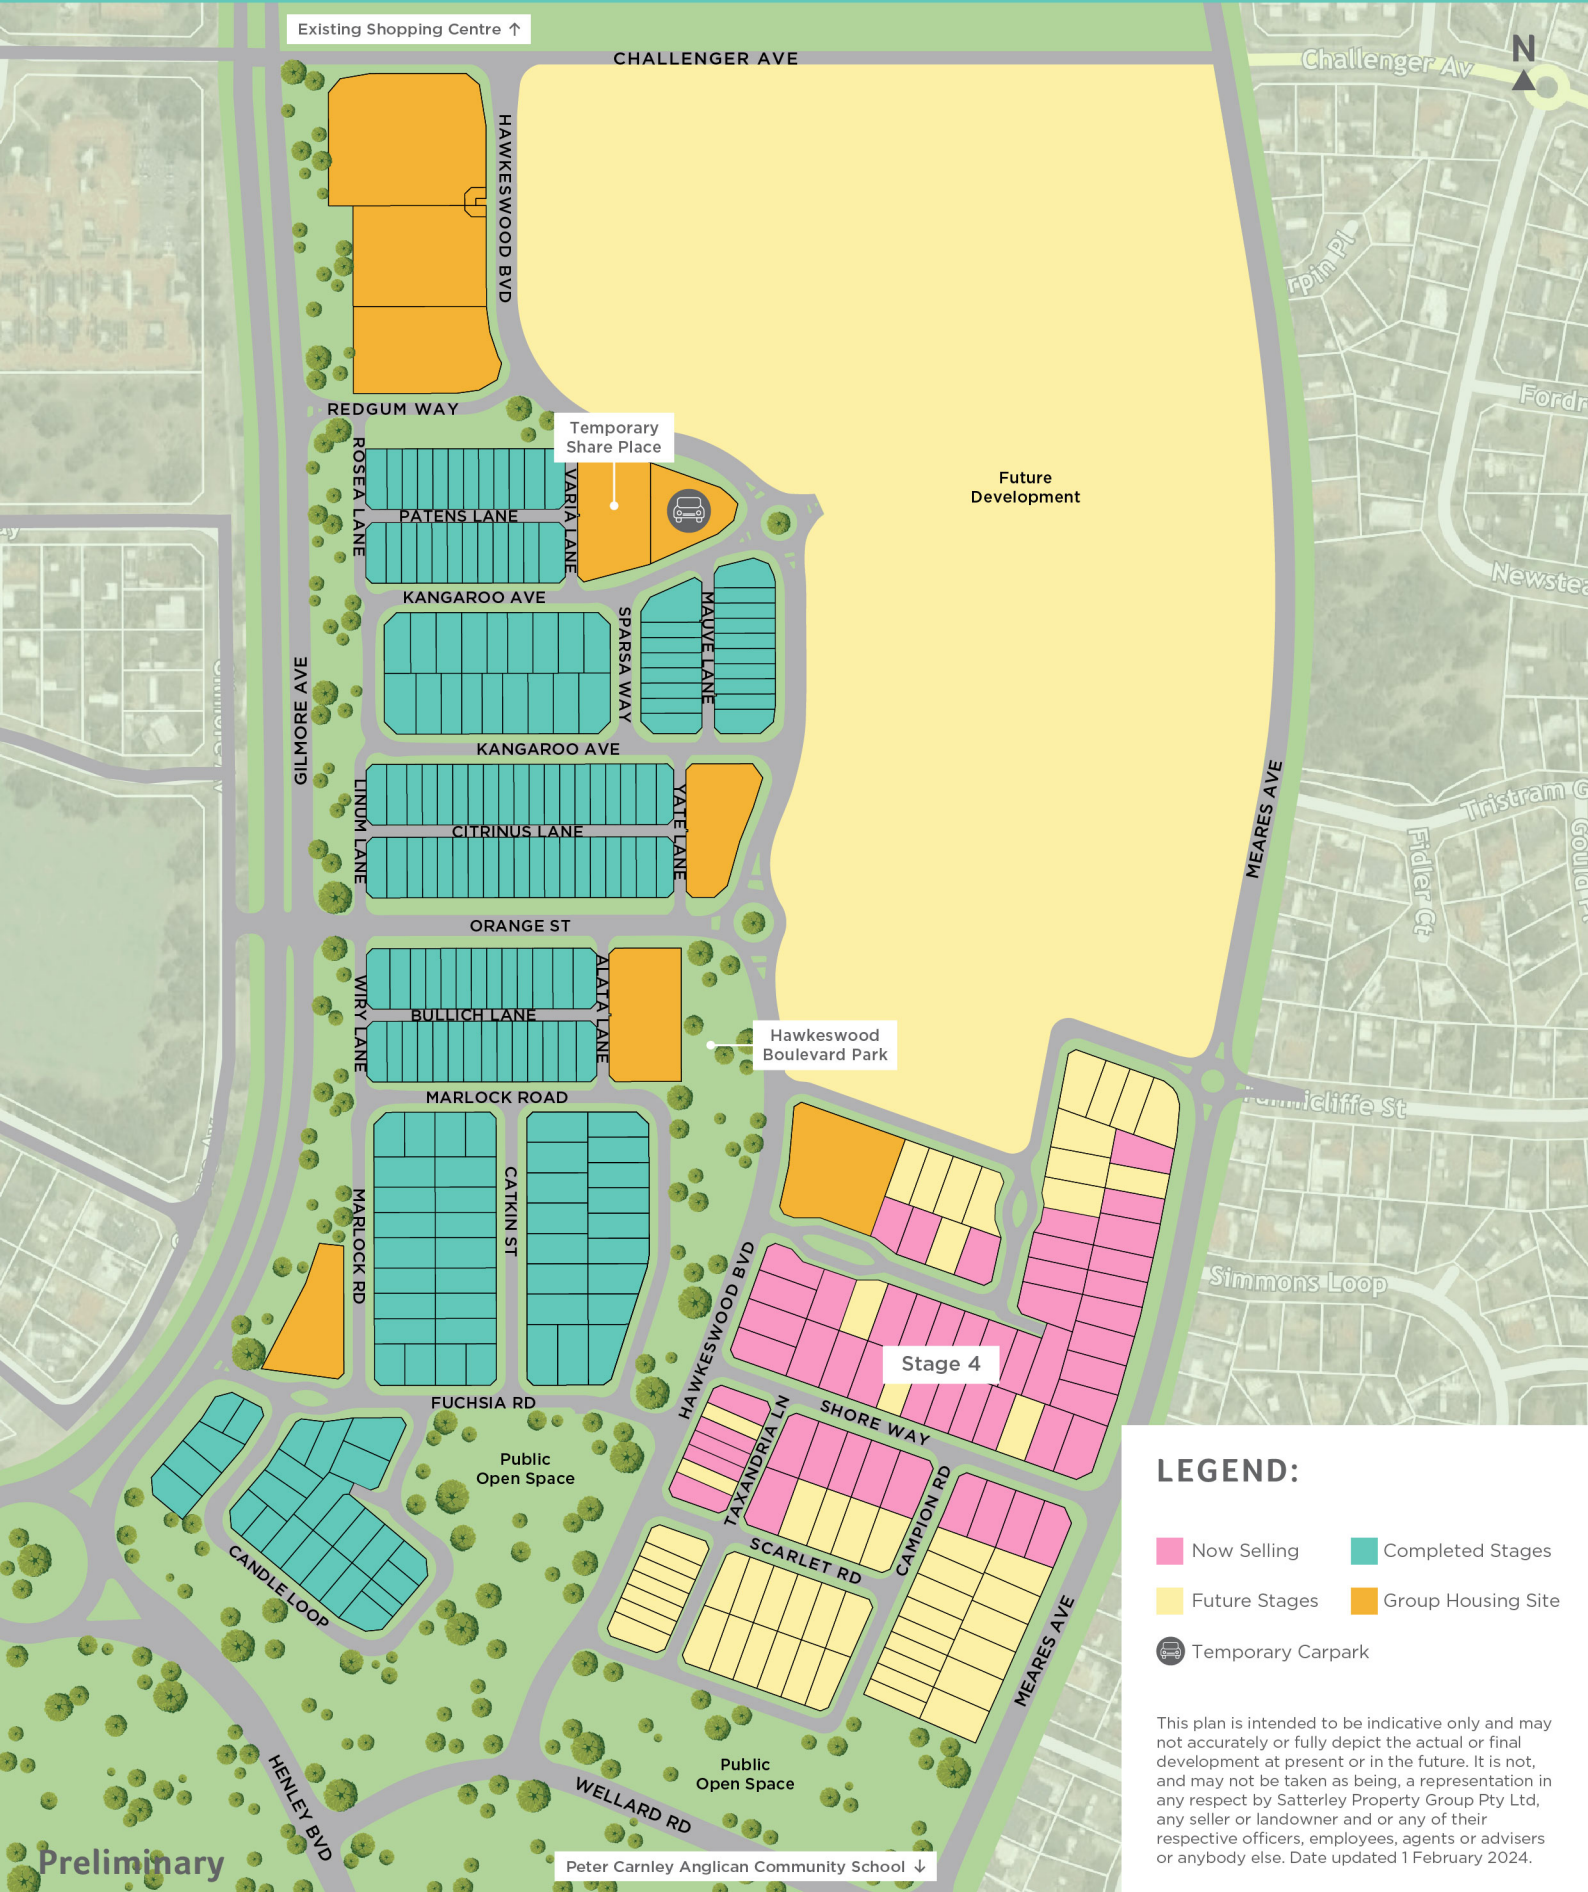 Existing Shopping Centre ↑
CHALLENGER AVE
Challenger Av
N
HAWKESWOOD BVD
rpin Pl
REDGUM WAY
Fordr
Temporary
Share Place
ROSEA LANE
VARIA LANE
PATENS LANE
Future
Development
Newstea
KANGAROO AVE
SPARSA WAY
MAUVE LANE
GILMORE AVE
KANGAROO AVE
LINUM LANE
YATE LANE
CITRINUS LANE
MEARES AVE
Tristram G
Fidler Ct
Gould
ORANGE ST
WIRY LANE
ALATA LANE
BULLICH LANE
Hawkeswood
Boulevard Park
MARLOCK ROAD
nnicliffe St
CATKIN ST
MARLOCK RD
Simmons Loop
HAWKESWOOD BVD
Stage 4
FUCHSIA RD
SHORE WAY
TAXANDRIA LN
Public
Open Space
CAMPION RD
SCARLET RD
CANDLE LOOP
MEARES AVE
HENLEY BVD
WELLARD RD
Public
Open Space
Preliminary
Peter Carnley Anglican Community School ↓
LEGEND:
Now Selling
Completed Stages
Future Stages
Group Housing Site
Temporary Carpark
This plan is intended to be indicative only and may
not accurately or fully depict the actual or final
development at present or in the future. It is not,
and may not be taken as being, a representation in
any respect by Satterley Property Group Pty Ltd,
any seller or landowner and or any of their
respective officers, employees, agents or advisers
or anybody else. Date updated 1 February 2024.